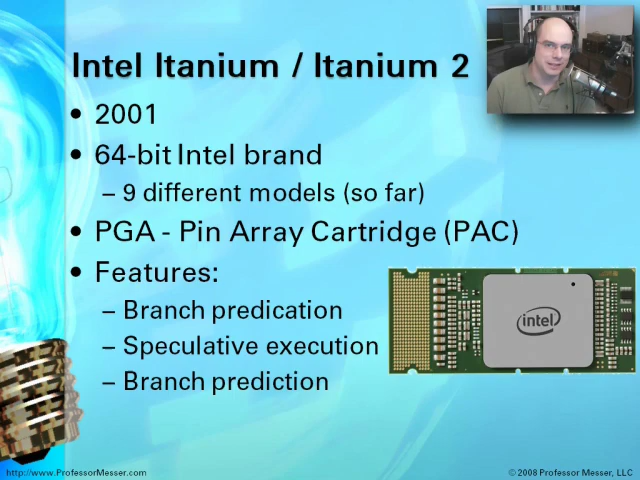 Intel Itanium / Itanium 2
• 2001
• 64-bit Intel brand
– 9 different models (so far)
• PGA - Pin Array Cartridge (PAC)
• Features:
– Branch predication
– Speculative execution
– Branch prediction
intel
http://www.ProfessorMesser.com
© 2008 Professor Messer, LLC